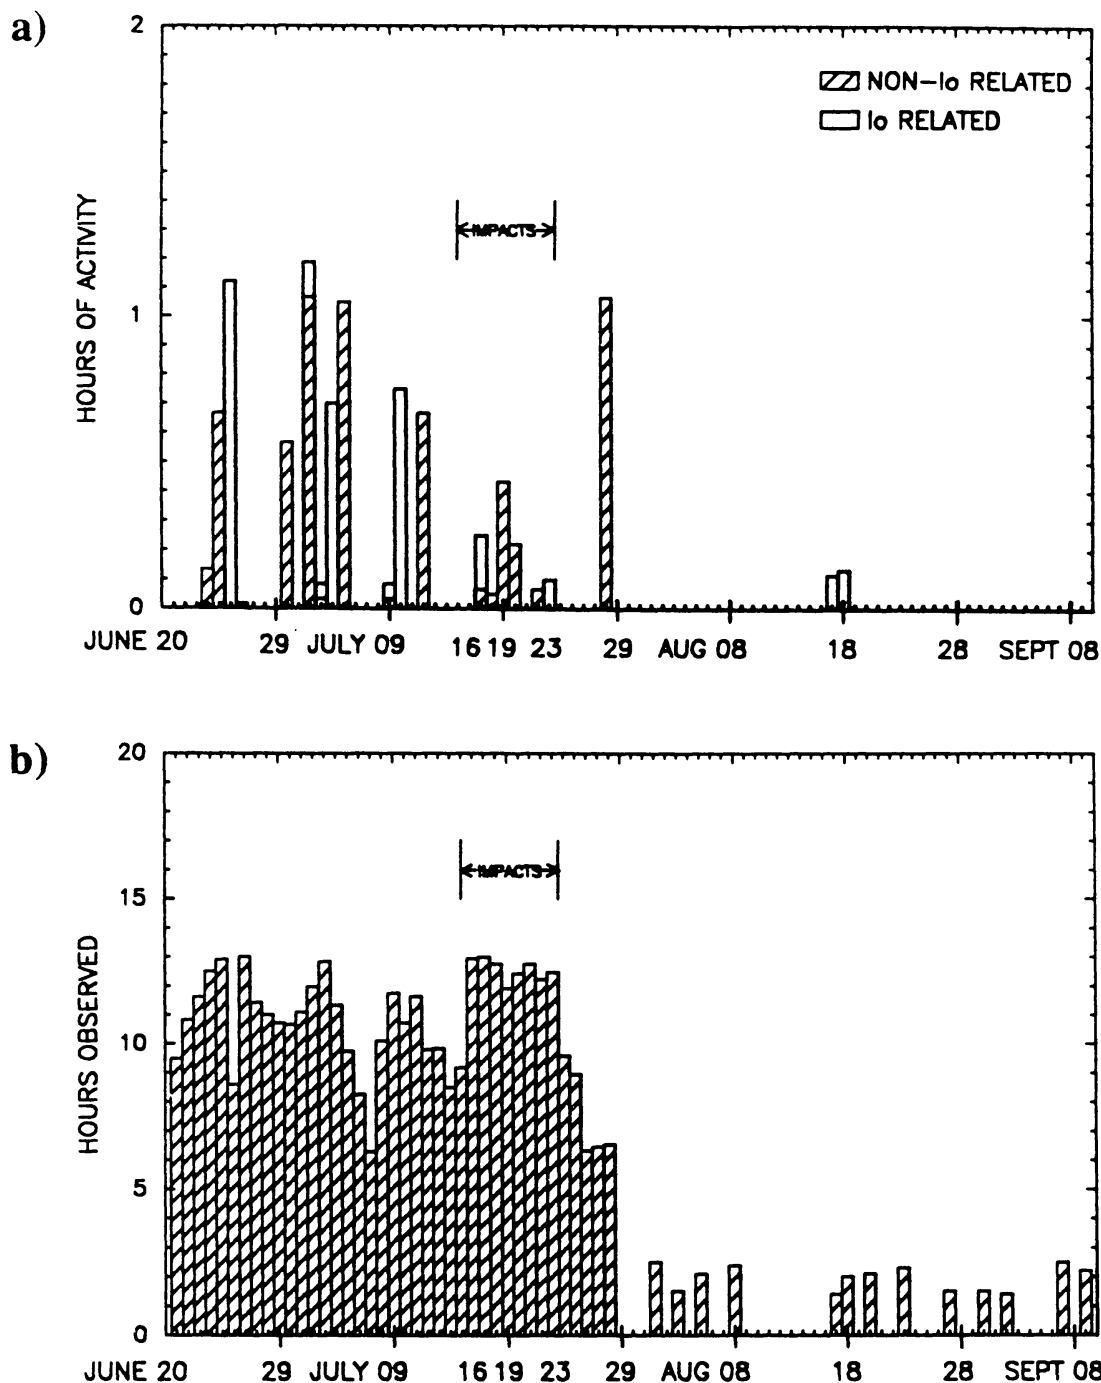 a)
2
NON-Io RELATED
Io RELATED
IMPACTS
HOURS OF ACTIVITY
1
0
JUNE 20 29 JULY 09 16 19 23 29 AUG 08 18 28 SEPT 08
b)
20
IMPACTS
15
HOURS OBSERVED
10
5
0
JUNE 20 29 JULY 09 16 19 23 29 AUG 08 18 28 SEPT 08